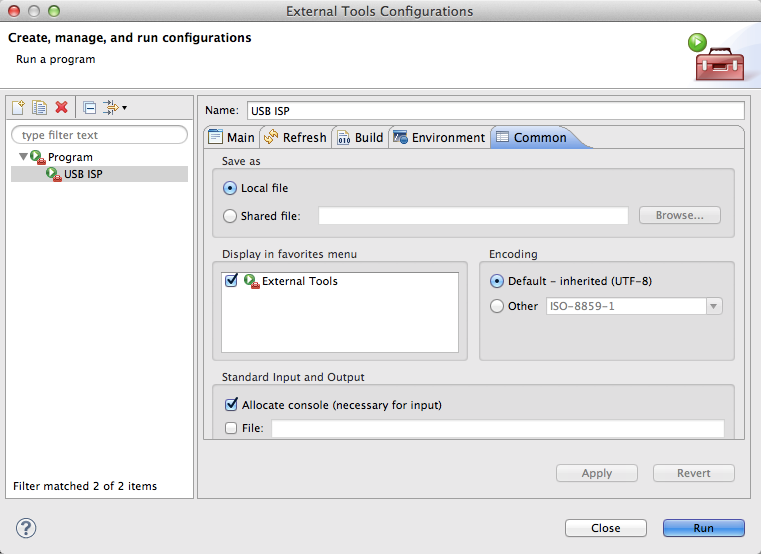 External Tools Configurations
Create, manage, and run configurations
Run a program
type filter text
Program
USB ISP
Filter matched 2 of 2 items
Name: USB ISP
Main Refresh Build Environment Common
Save as
Local file
Shared file: Browse...
Display in favorites menu
External Tools
Encoding
Default - inherited (UTF-8)
Other ISO-8859-1
Standard Input and Output
Allocate console (necessary for input)
File:
Apply Revert
? Close Run